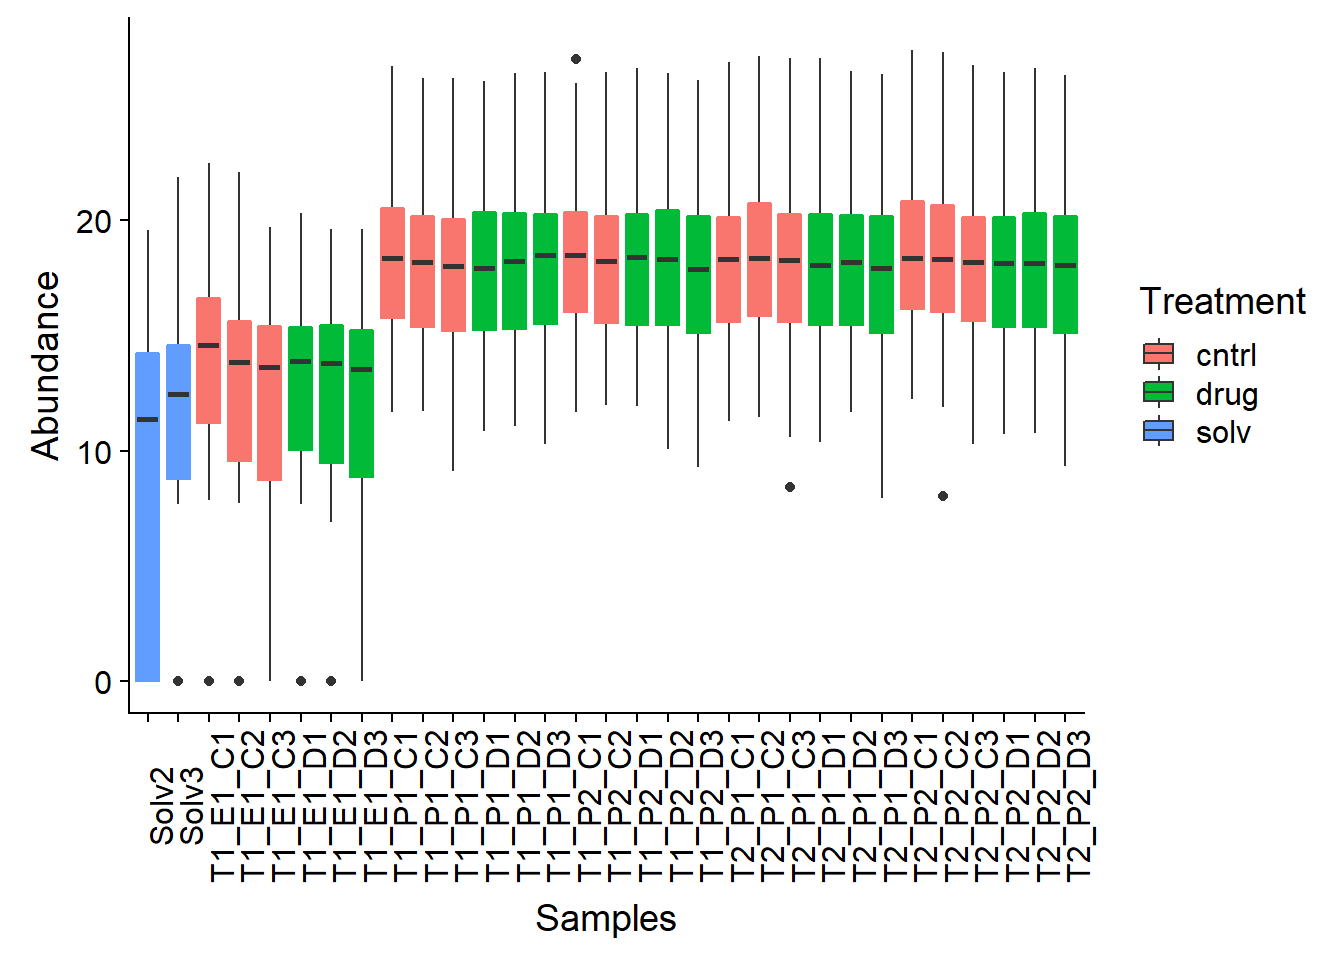 20
10
0
Abundance
Solv2
Solv3
T1_E1_C1
T1_E1_C2
T1_E1_C3
T1_E1_D1
T1_E1_D2
T1_E1_D3
T1_P1_C1
T1_P1_C2
T1_P1_C3
T1_P1_D1
T1_P1_D2
T1_P1_D3
T1_P2_C1
T1_P2_C2
T1_P2_D1
T1_P2_D2
T1_P2_D3
T2_P1_C1
T2_P1_C2
T2_P1_C3
T2_P1_D1
T2_P1_D2
T2_P1_D3
T2_P2_C1
T2_P2_C2
T2_P2_C3
T2_P2_D1
T2_P2_D2
T2_P2_D3
Samples
Treatment
cntrl
drug
solv